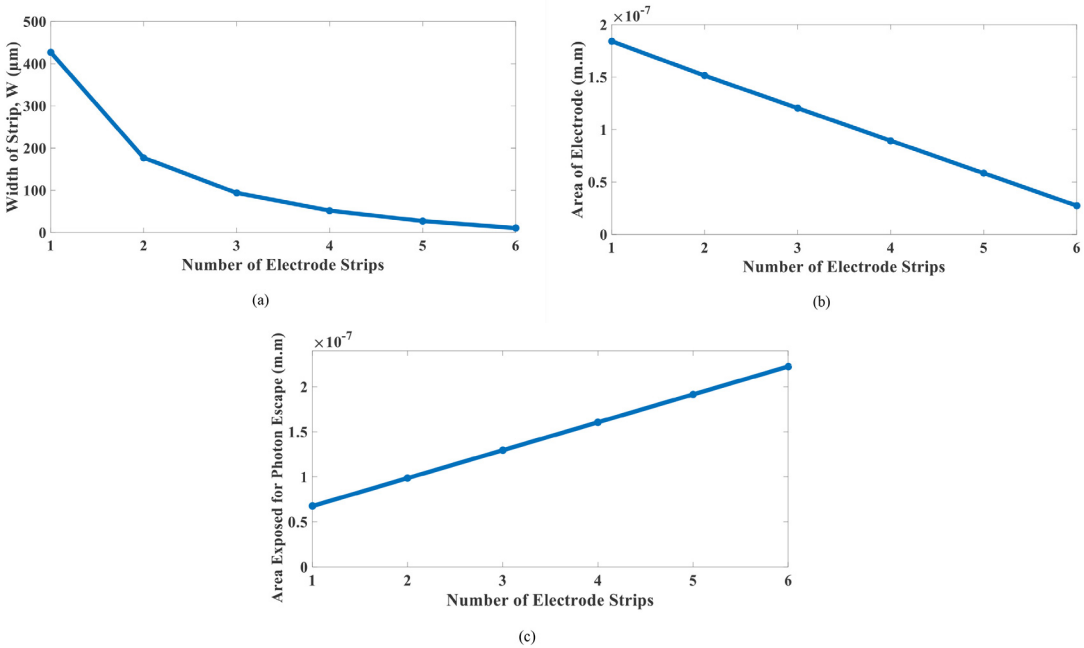 500
400
300
200
100
0
Width of Strip, W (µm)
1 2 3 4 5 6
Number of Electrode Strips
(a)
×10⁻⁷
2
1.5
1
0.5
0
Area of Electrode (m.m)
1 2 3 4 5 6
Number of Electrode Strips
(b)
×10⁻⁷
2
1.5
1
0.5
0
Area Exposed for Photon Escape (m.m)
1 2 3 4 5 6
Number of Electrode Strips
(c)